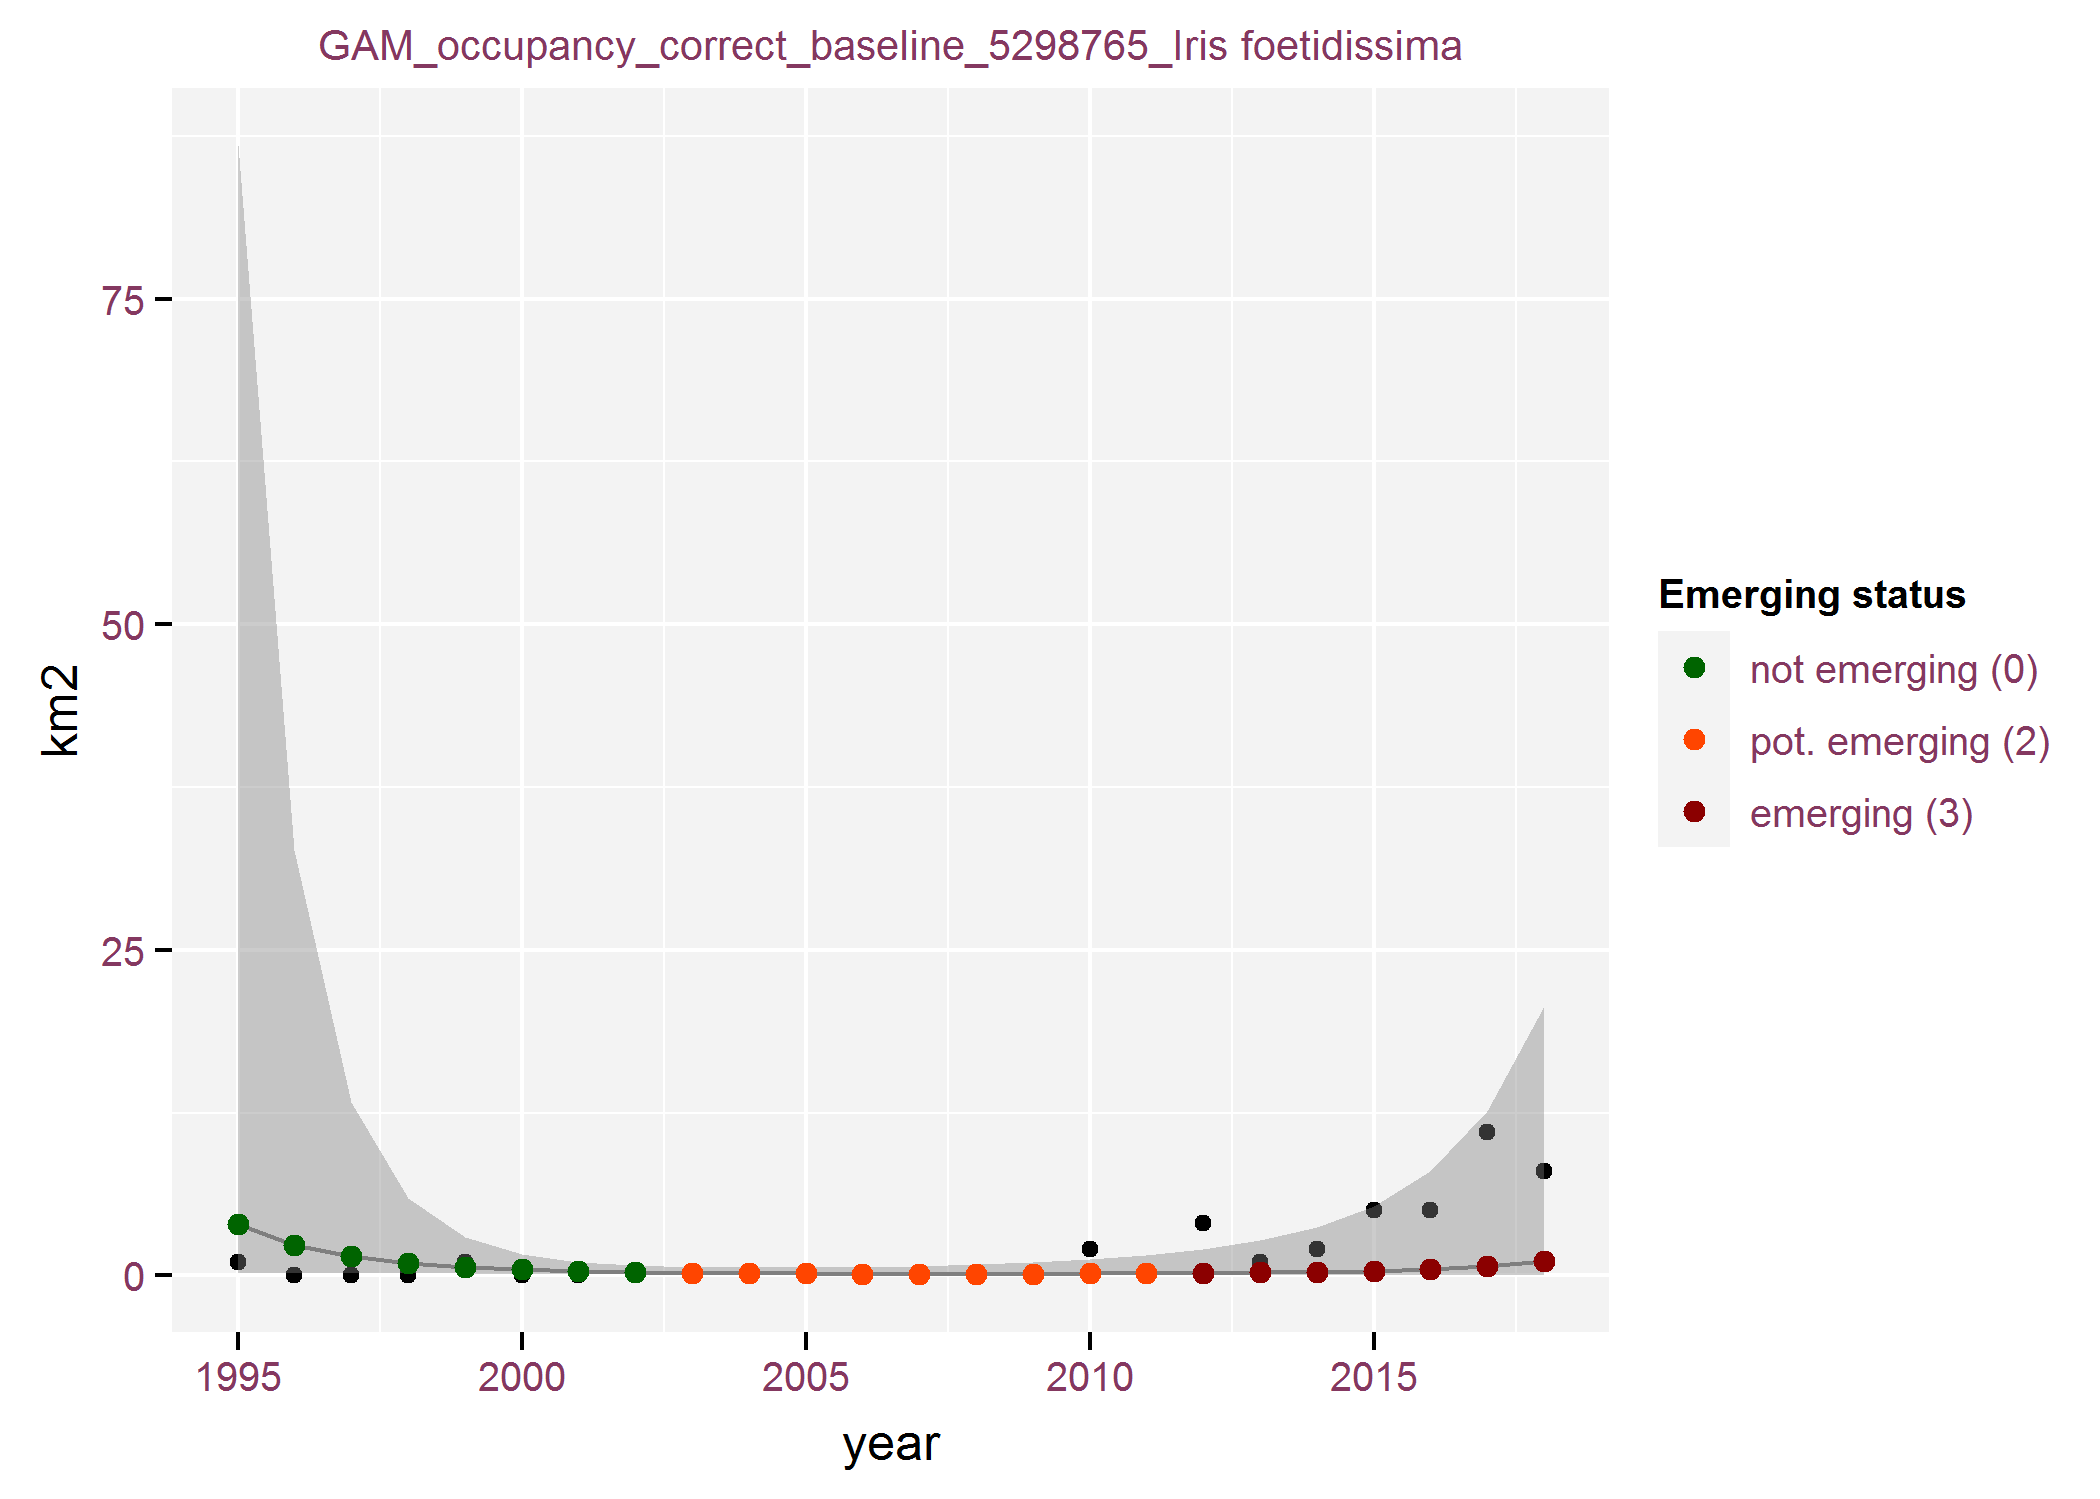 GAM_occupancy_correct_baseline_5298765_Iris foetidissima
75
50
25
0
km2
1995 2000 2005 2010 2015
year
Emerging status
not emerging (0)
pot. emerging (2)
emerging (3)